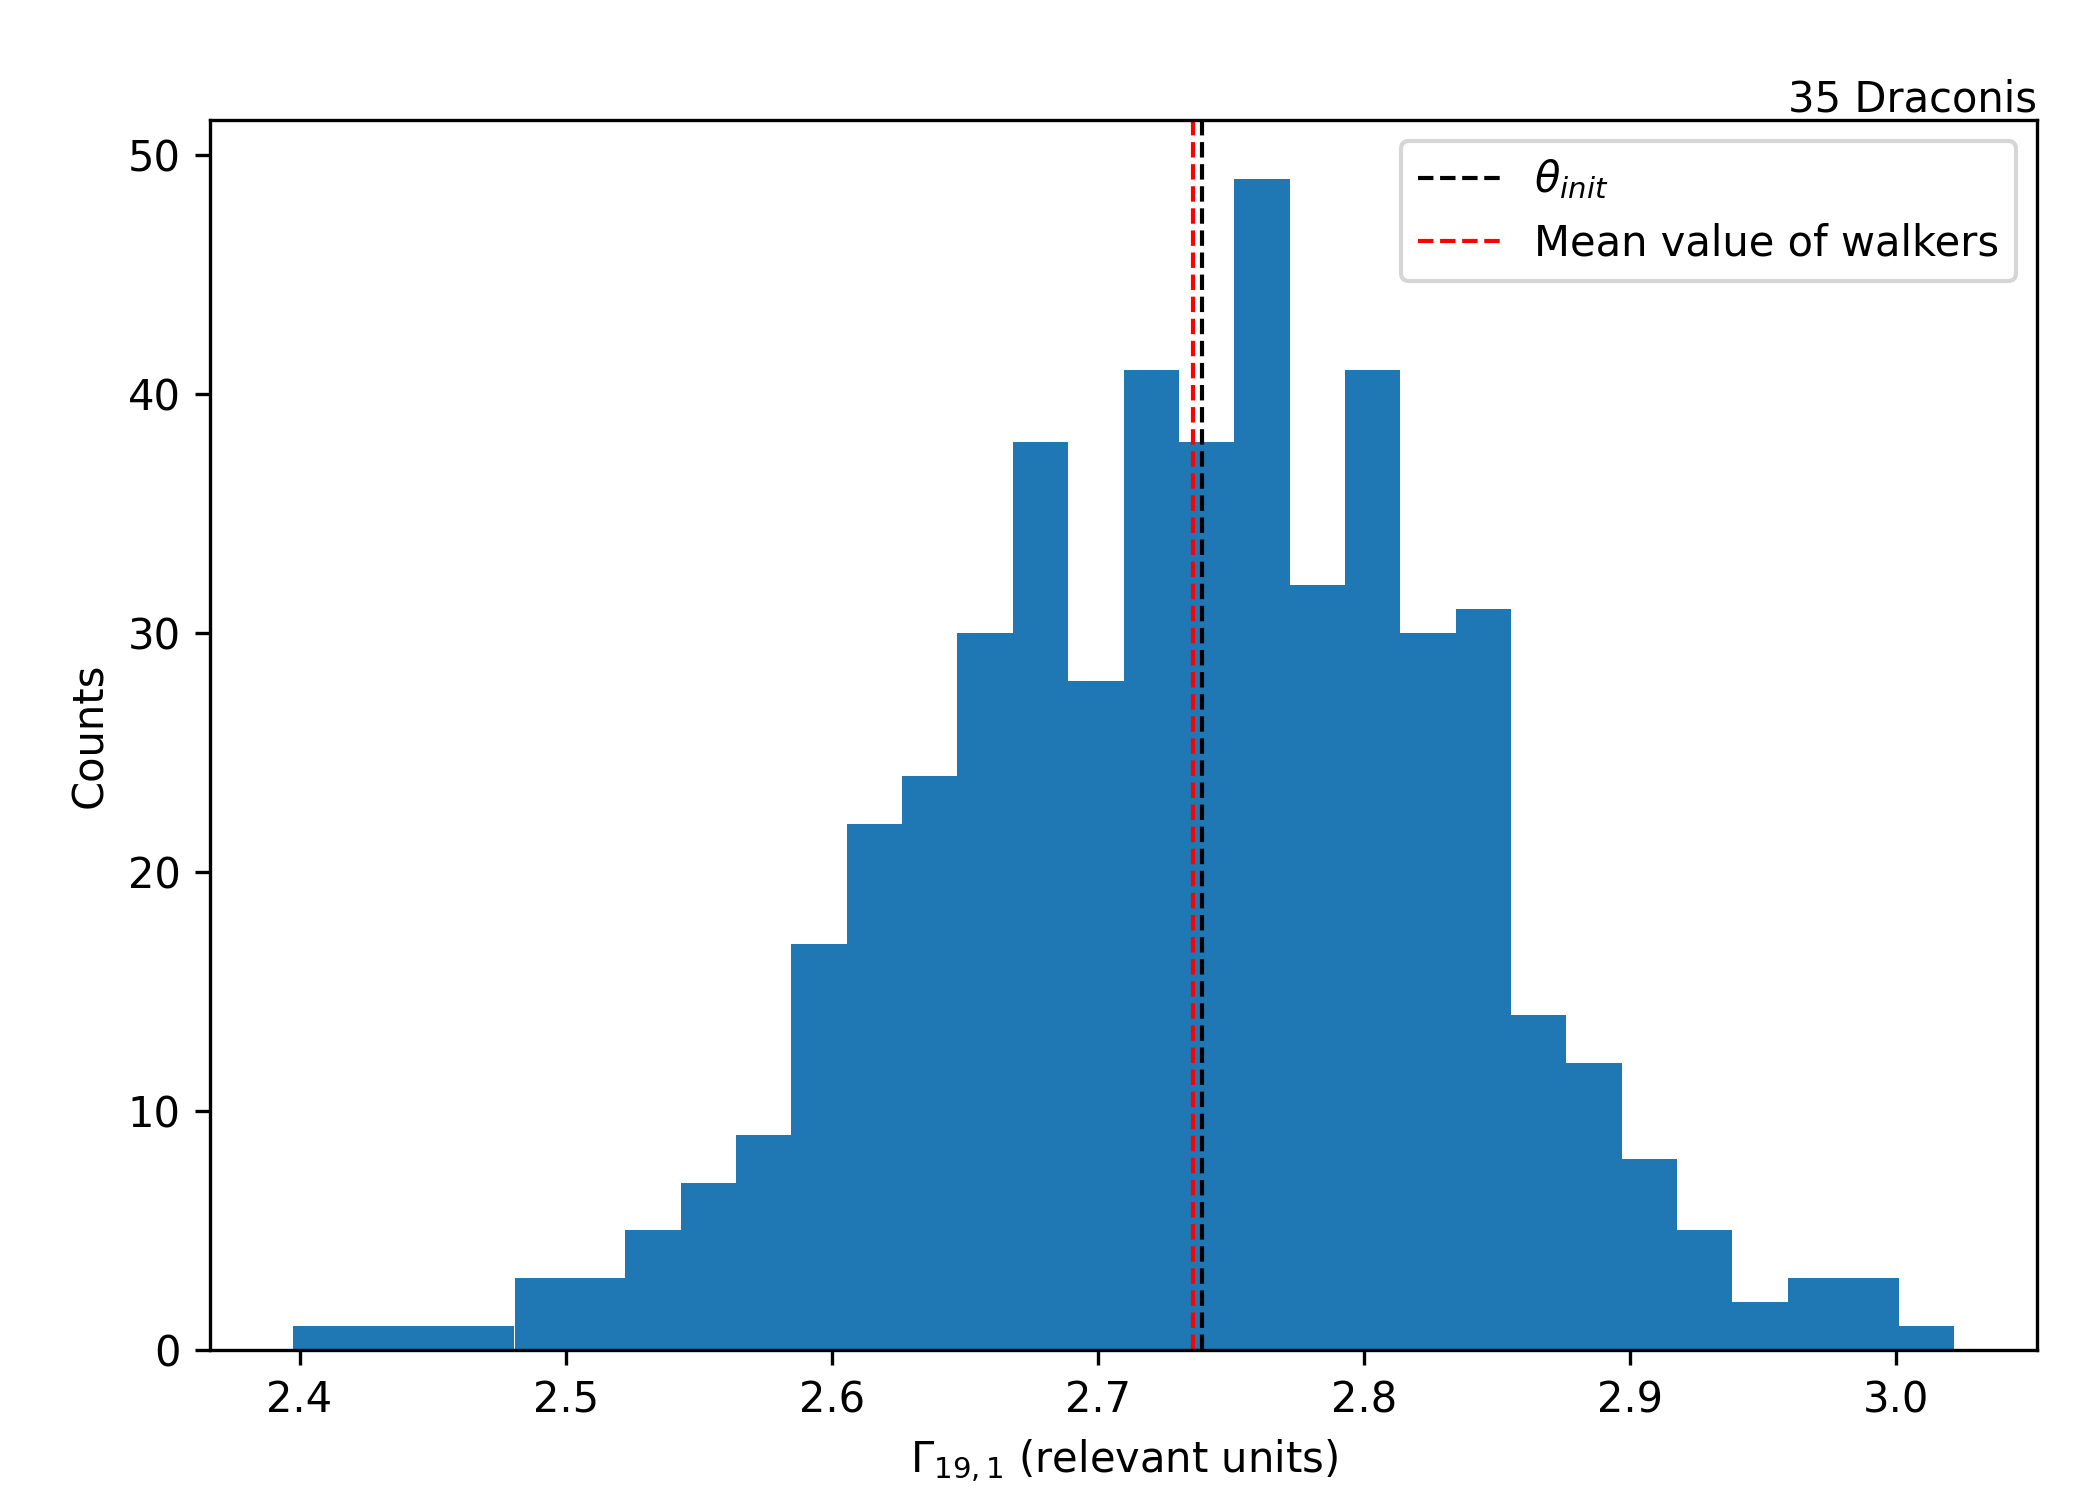 35 Draconis
50
40
30
20
10
0
Counts
θ_init
Mean value of walkers
2.4 2.5 2.6 2.7 2.8 2.9 3.0
Γ_19,1 (relevant units)